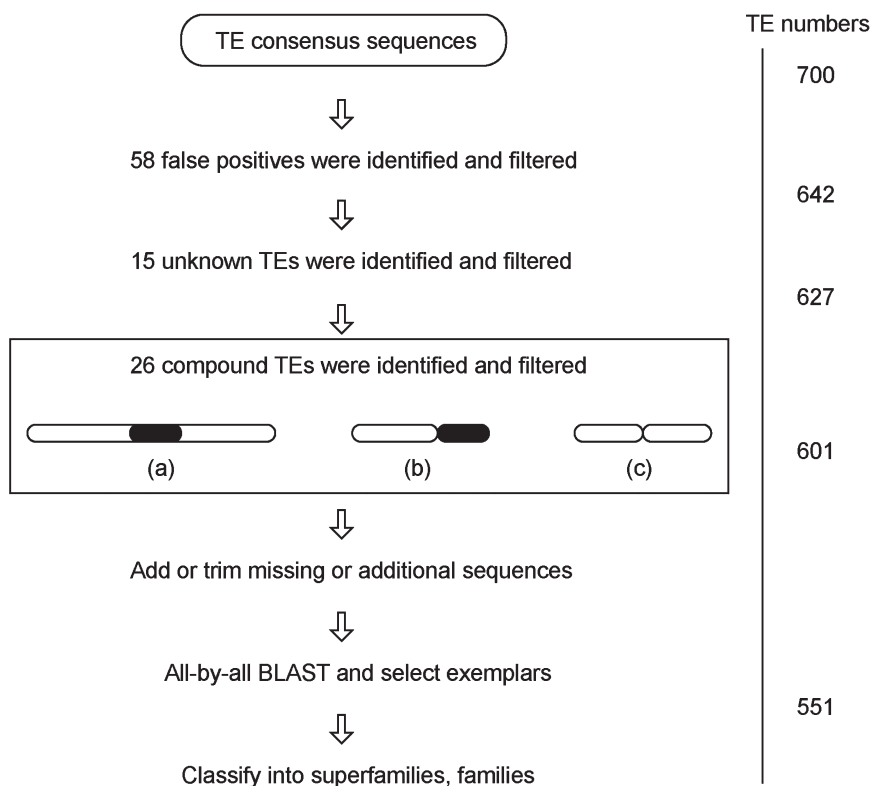 TE consensus sequences
TE numbers
700
58 false positives were identified and filtered
642
15 unknown TEs were identified and filtered
627
26 compound TEs were identified and filtered
(a)
(b)
(c)
601
Add or trim missing or additional sequences
All-by-all BLAST and select exemplars
551
Classify into superfamilies, families